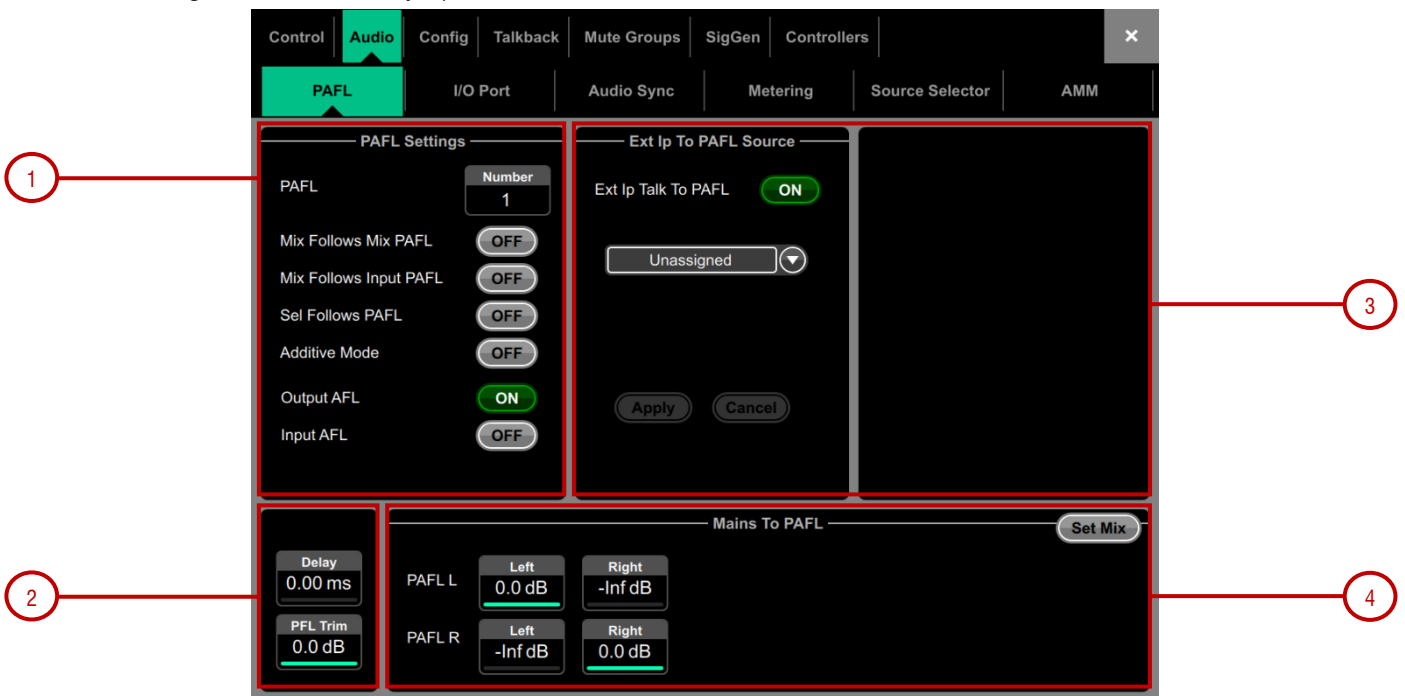 Control Audio Config Talkback Mute Groups SigGen Controllers ×
PAFL I/O Port Audio Sync Metering Source Selector AMM
PAFL Settings
PAFL Number
1
Mix Follows Mix PAFL OFF
Mix Follows Input PAFL OFF
Sel Follows PAFL OFF
Additive Mode OFF
Output AFL ON
Input AFL OFF
Ext Ip To PAFL Source
Ext Ip Talk To PAFL ON
Unassigned
Apply Cancel
Delay
0.00 ms
PFL Trim
0.0 dB
Mains To PAFL Set Mix
PAFL L Left Right
0.0 dB -Inf dB
PAFL R Left Right
-Inf dB 0.0 dB
1
2
3
4